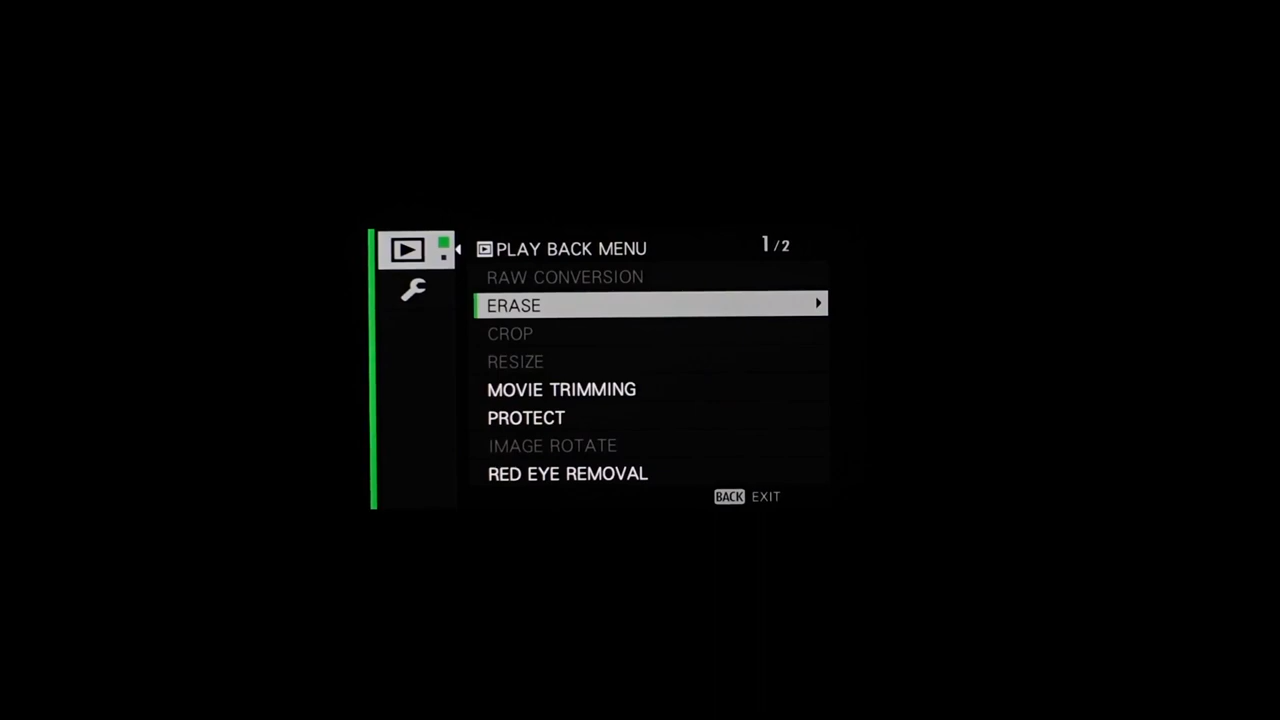 PLAY BACK MENU 1/2
RAW CONVERSION
ERASE
CROP
RESIZE
MOVIE TRIMMING
PROTECT
IMAGE ROTATE
RED EYE REMOVAL
BACK EXIT